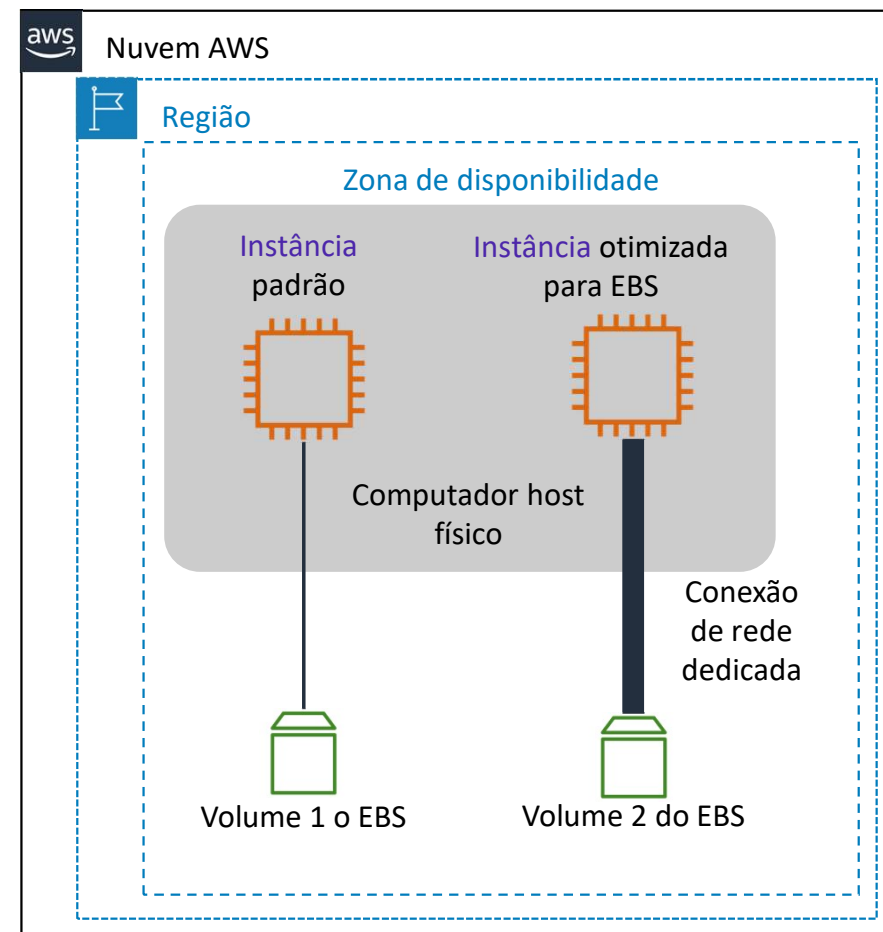 aws
Nuvem AWS
Região
Zona de disponibilidade
Instância
padrão
Instância otimizada
para EBS
Computador host
físico
Conexão
de rede
dedicada
Volume 1 o EBS
Volume 2 do EBS